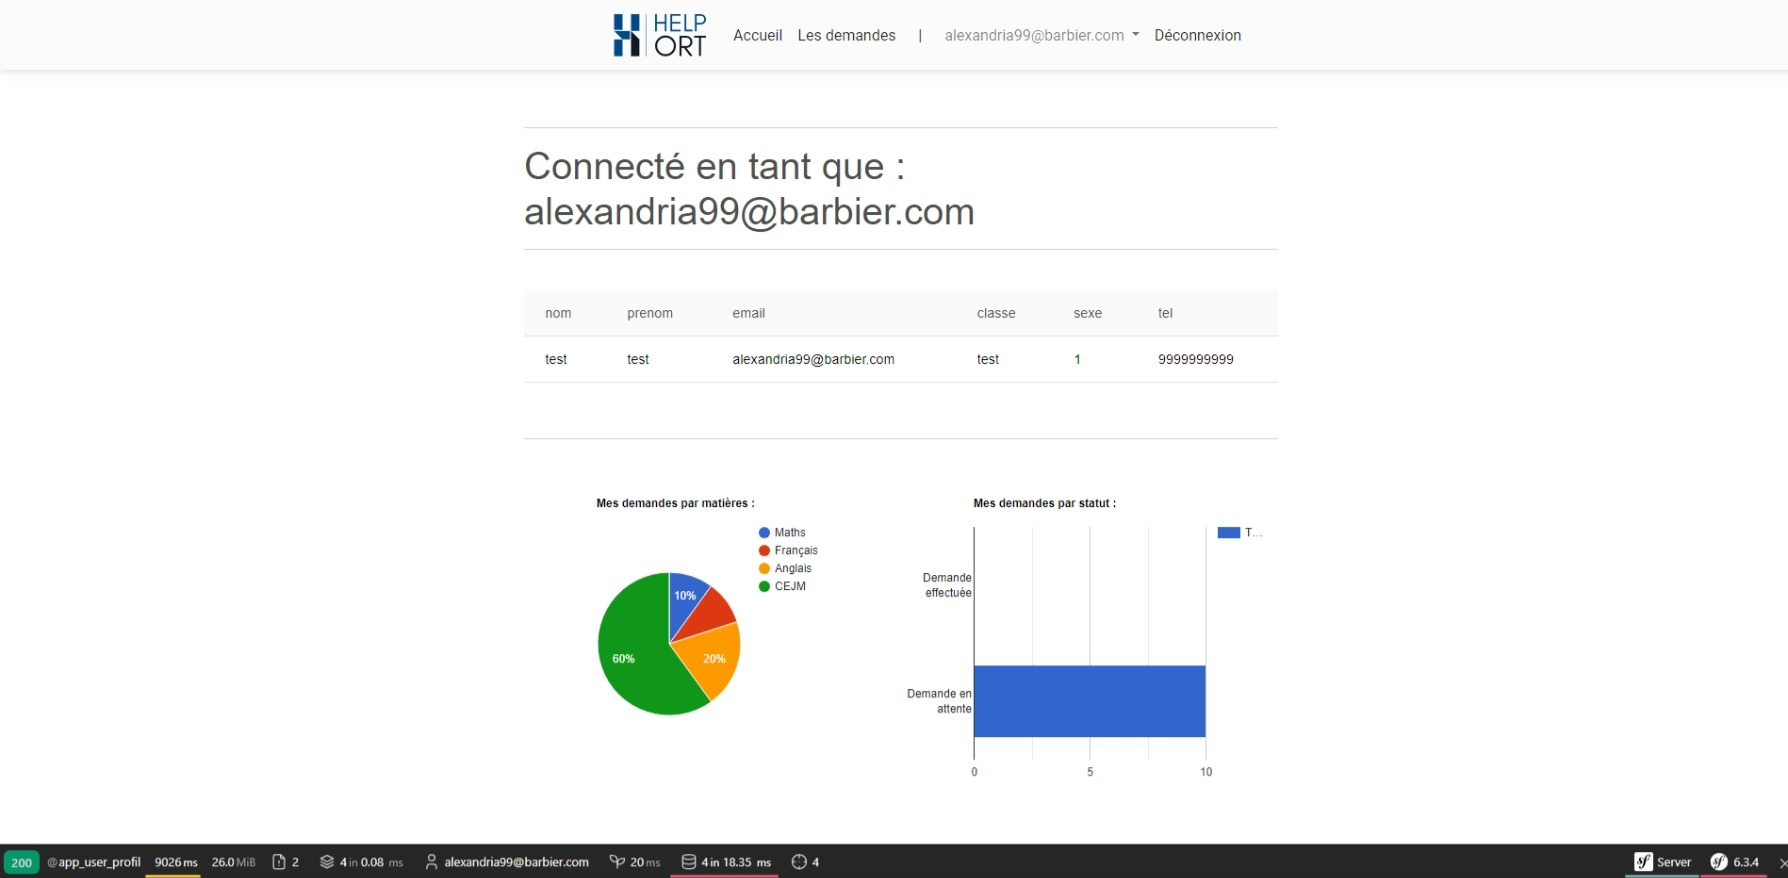 HELP
ORT
Accueil Les demandes | alexandria99@barbier.com Déconnexion
Connecté en tant que :
alexandria99@barbier.com
nom prenom email classe sexe tel
test test alexandria99@barbier.com test 1 9999999999
Mes demandes par matières :
Maths
Français
Anglais
CEJM
10%
20%
60%
Mes demandes par statut :
T...
Demande
effectuée
Demande en
attente
0 5 10
200 @app_user_profil 9026 ms 26.0 MiB 2 4 in 0.08 ms alexandria99@barbier.com 20 ms 4 in 18.35 ms 4 sf Server sf 6.3.4